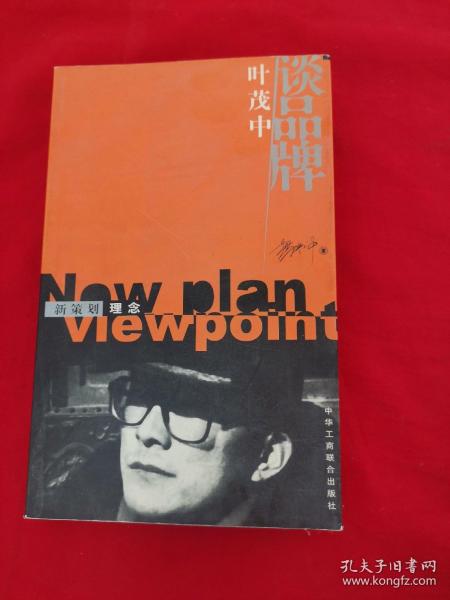 叶茂中
谈品牌
著
New plan
新策划 理念
viewpoint
中华工商联合出版社
孔夫子旧书网
www.kongfz.com